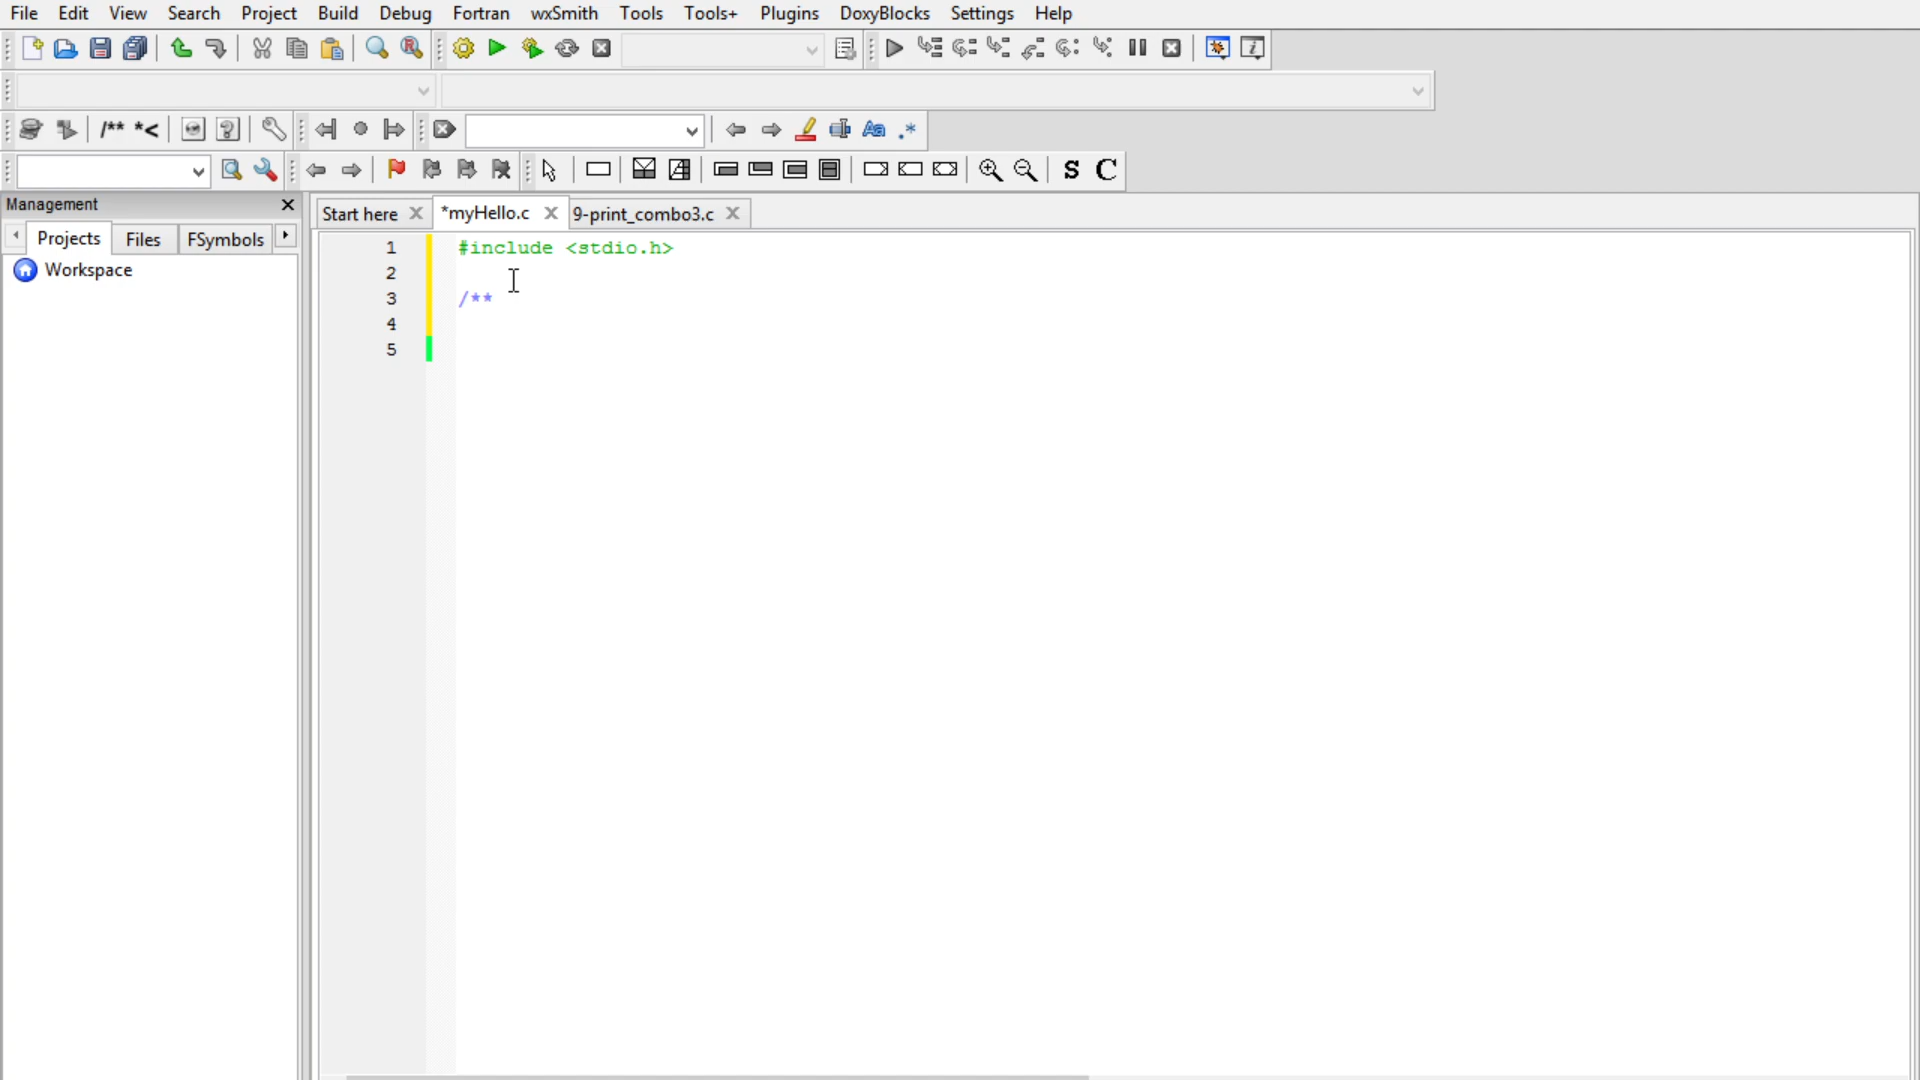 File Edit View Search Project Build Debug Fortran wxSmith Tools Tools+ Plugins DoxyBlocks Settings Help
/** *<
Aa .*
S C
Management
Start here *myHello.c 9-print_combo3.c
Projects Files FSymbols
Workspace
1 #include <stdio.h>
2
3 /**
4
5